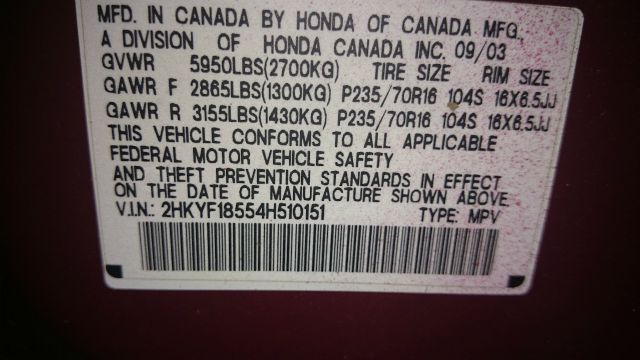 MFD. IN CANADA BY HONDA OF CANADA MFG.,
A DIVISION OF HONDA CANADA INC. 09/03
GVWR 5950LBS(2700KG) TIRE SIZE RIM SIZE
GAWR F 2865LBS(1300KG) P235/70R16 104S 16X6.5JJ
GAWR R 3155LBS(1430KG) P235/70R16 104S 16X6.5JJ
THIS VEHICLE CONFORMS TO ALL APPLICABLE
FEDERAL MOTOR VEHICLE SAFETY
AND THEFT PREVENTION STANDARDS IN EFFECT
ON THE DATE OF MANUFACTURE SHOWN ABOVE.
V.I.N.: 2HKYF18554H510151 TYPE: MPV